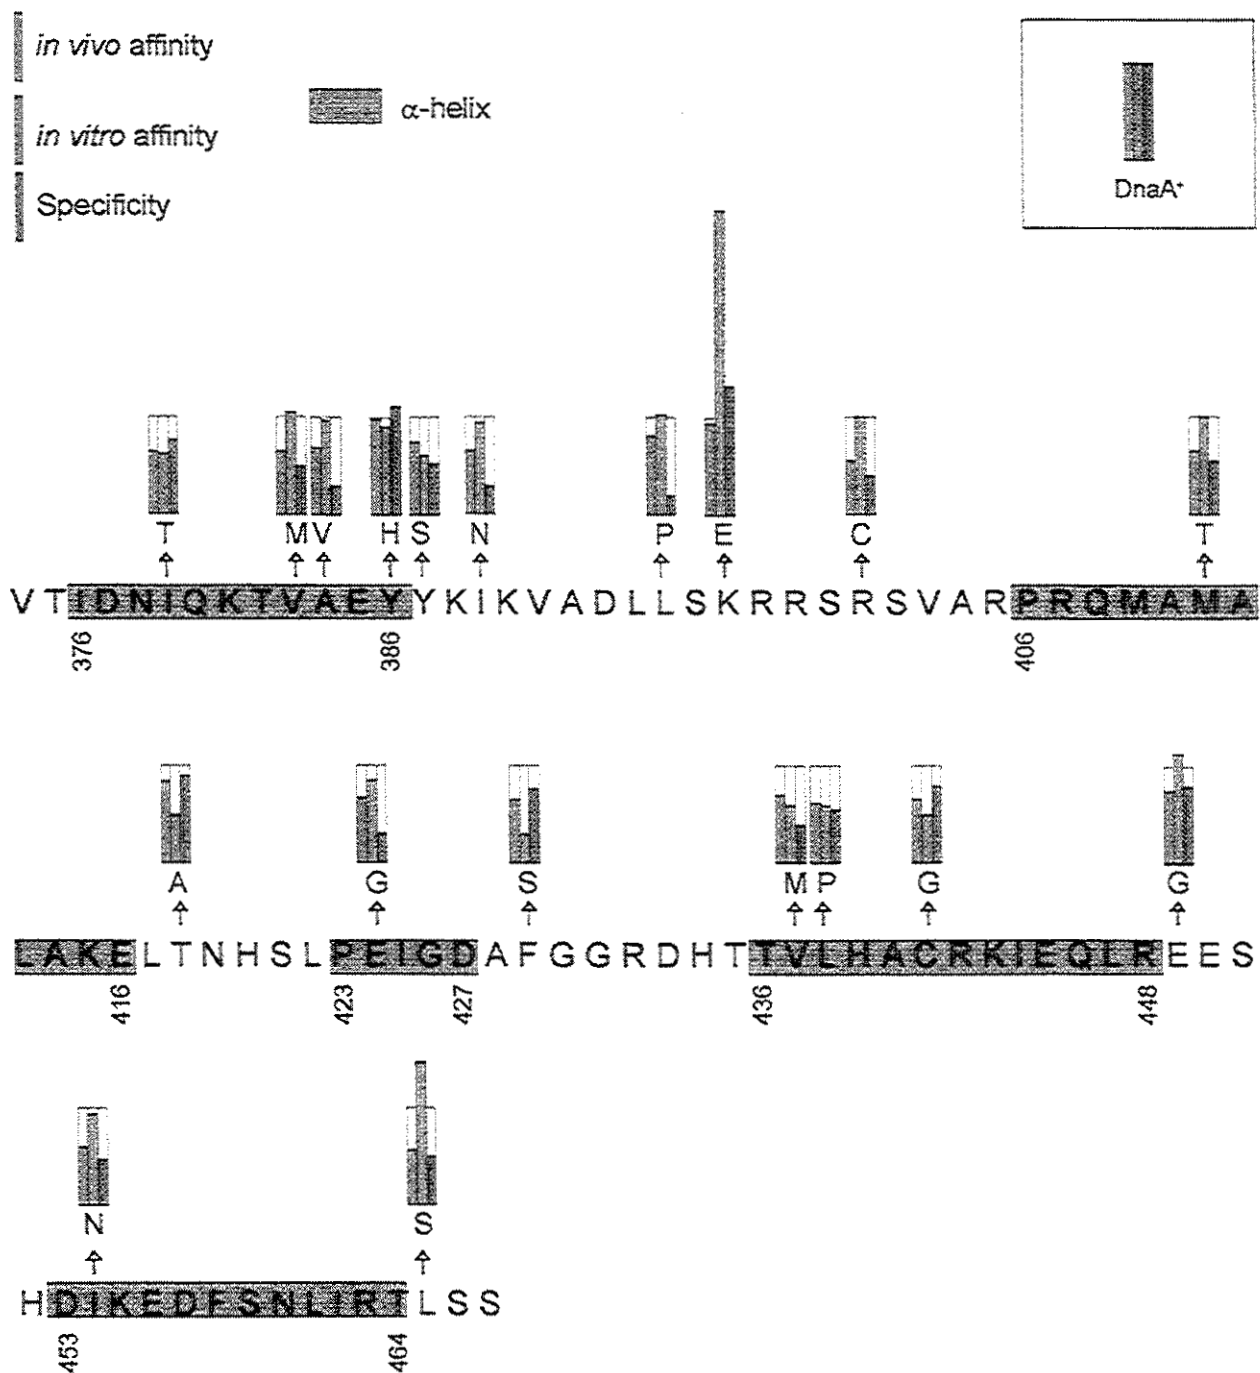 in vivo affinity
in vitro affinity
Specificity
α-helix
DnaA+
T M V H S N P E C T
V T I D N I Q K T V A E Y Y K I K V A D L L S K R R S R S V A R P R Q M A M A
376 386 406
A G S M P G G
L A K E L T N H S L P E I G D A F G G R D H T T V L H A C R K I E Q L R E E S
416 423 427 436 448
N S
H D I K E D F S N L I R T L S S
453 464